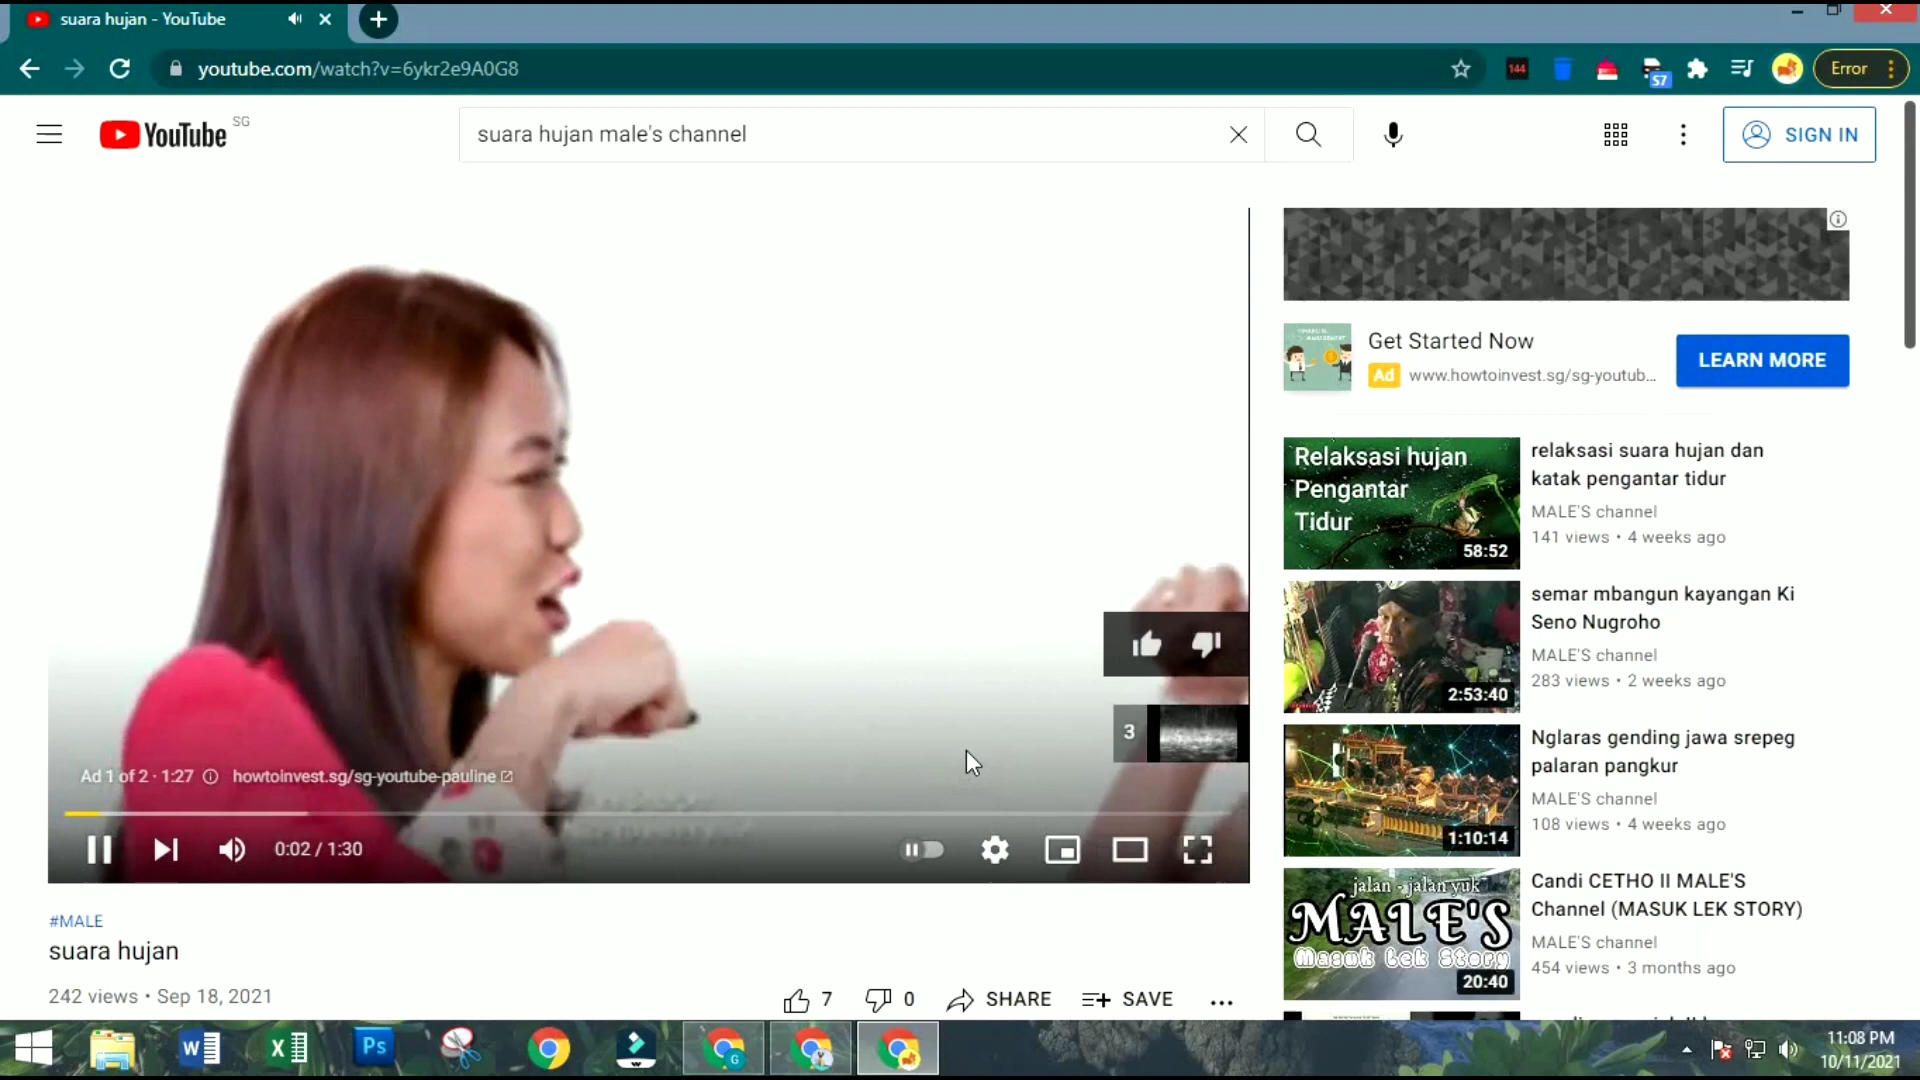 suara hujan - YouTube
youtube.com/watch?v=6ykr2e9A0G8
144
57
Error
YouTube SG
suara hujan male's channel
SIGN IN
Get Started Now
Ad www.howtoinvest.sg/sg-youtub...
LEARN MORE
Relaksasi hujan
Pengantar
Tidur
58:52
relaksasi suara hujan dan
katak pengantar tidur
MALE'S channel
141 views • 4 weeks ago
2:53:40
semar mbangun kayangan Ki
Seno Nugroho
MALE'S channel
283 views • 2 weeks ago
1:10:14
Nglaras gending jawa srepeg
palaran pangkur
MALE'S channel
108 views • 4 weeks ago
jalan - jalan yuk
MALE'S
Masuk Lek Story
20:40
Candi CETHO II MALE'S
Channel (MASUK LEK STORY)
MALE'S channel
454 views • 3 months ago
3
Ad 1 of 2 · 1:27 howtoinvest.sg/sg-youtube-pauline
0:02 / 1:30
#MALE
suara hujan
242 views • Sep 18, 2021
7 0 SHARE SAVE ...
W
X
Ps
G
11:08 PM
10/11/2021